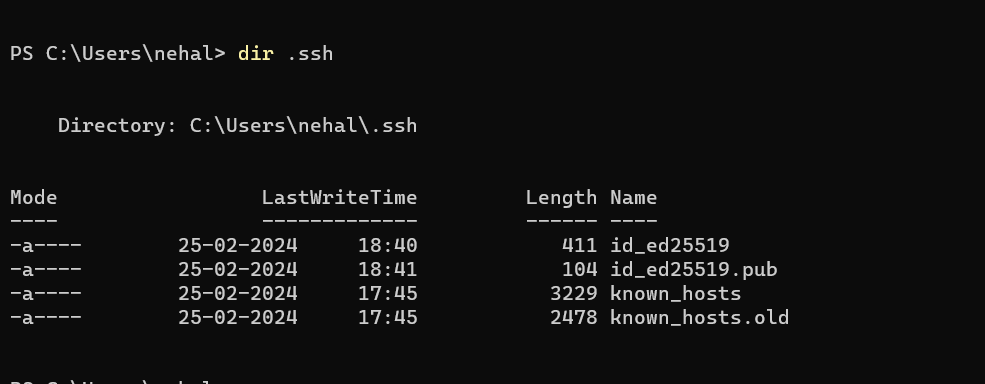 PS C:\Users\nehal> dir .ssh
Directory: C:\Users\nehal\.ssh
Mode LastWriteTime Length Name
---- ------------- ------ ----
-a---- 25-02-2024 18:40 411 id_ed25519
-a---- 25-02-2024 18:41 104 id_ed25519.pub
-a---- 25-02-2024 17:45 3229 known_hosts
-a---- 25-02-2024 17:45 2478 known_hosts.old
PS C:\Users\nehal